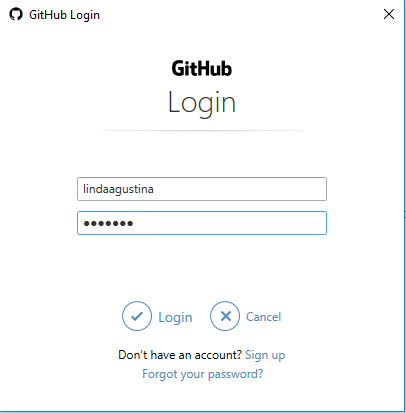 GitHub Login
GitHub
Login
lindaagustina
●●●●●●●
Login Cancel
Don't have an account? Sign up
Forgot your password?